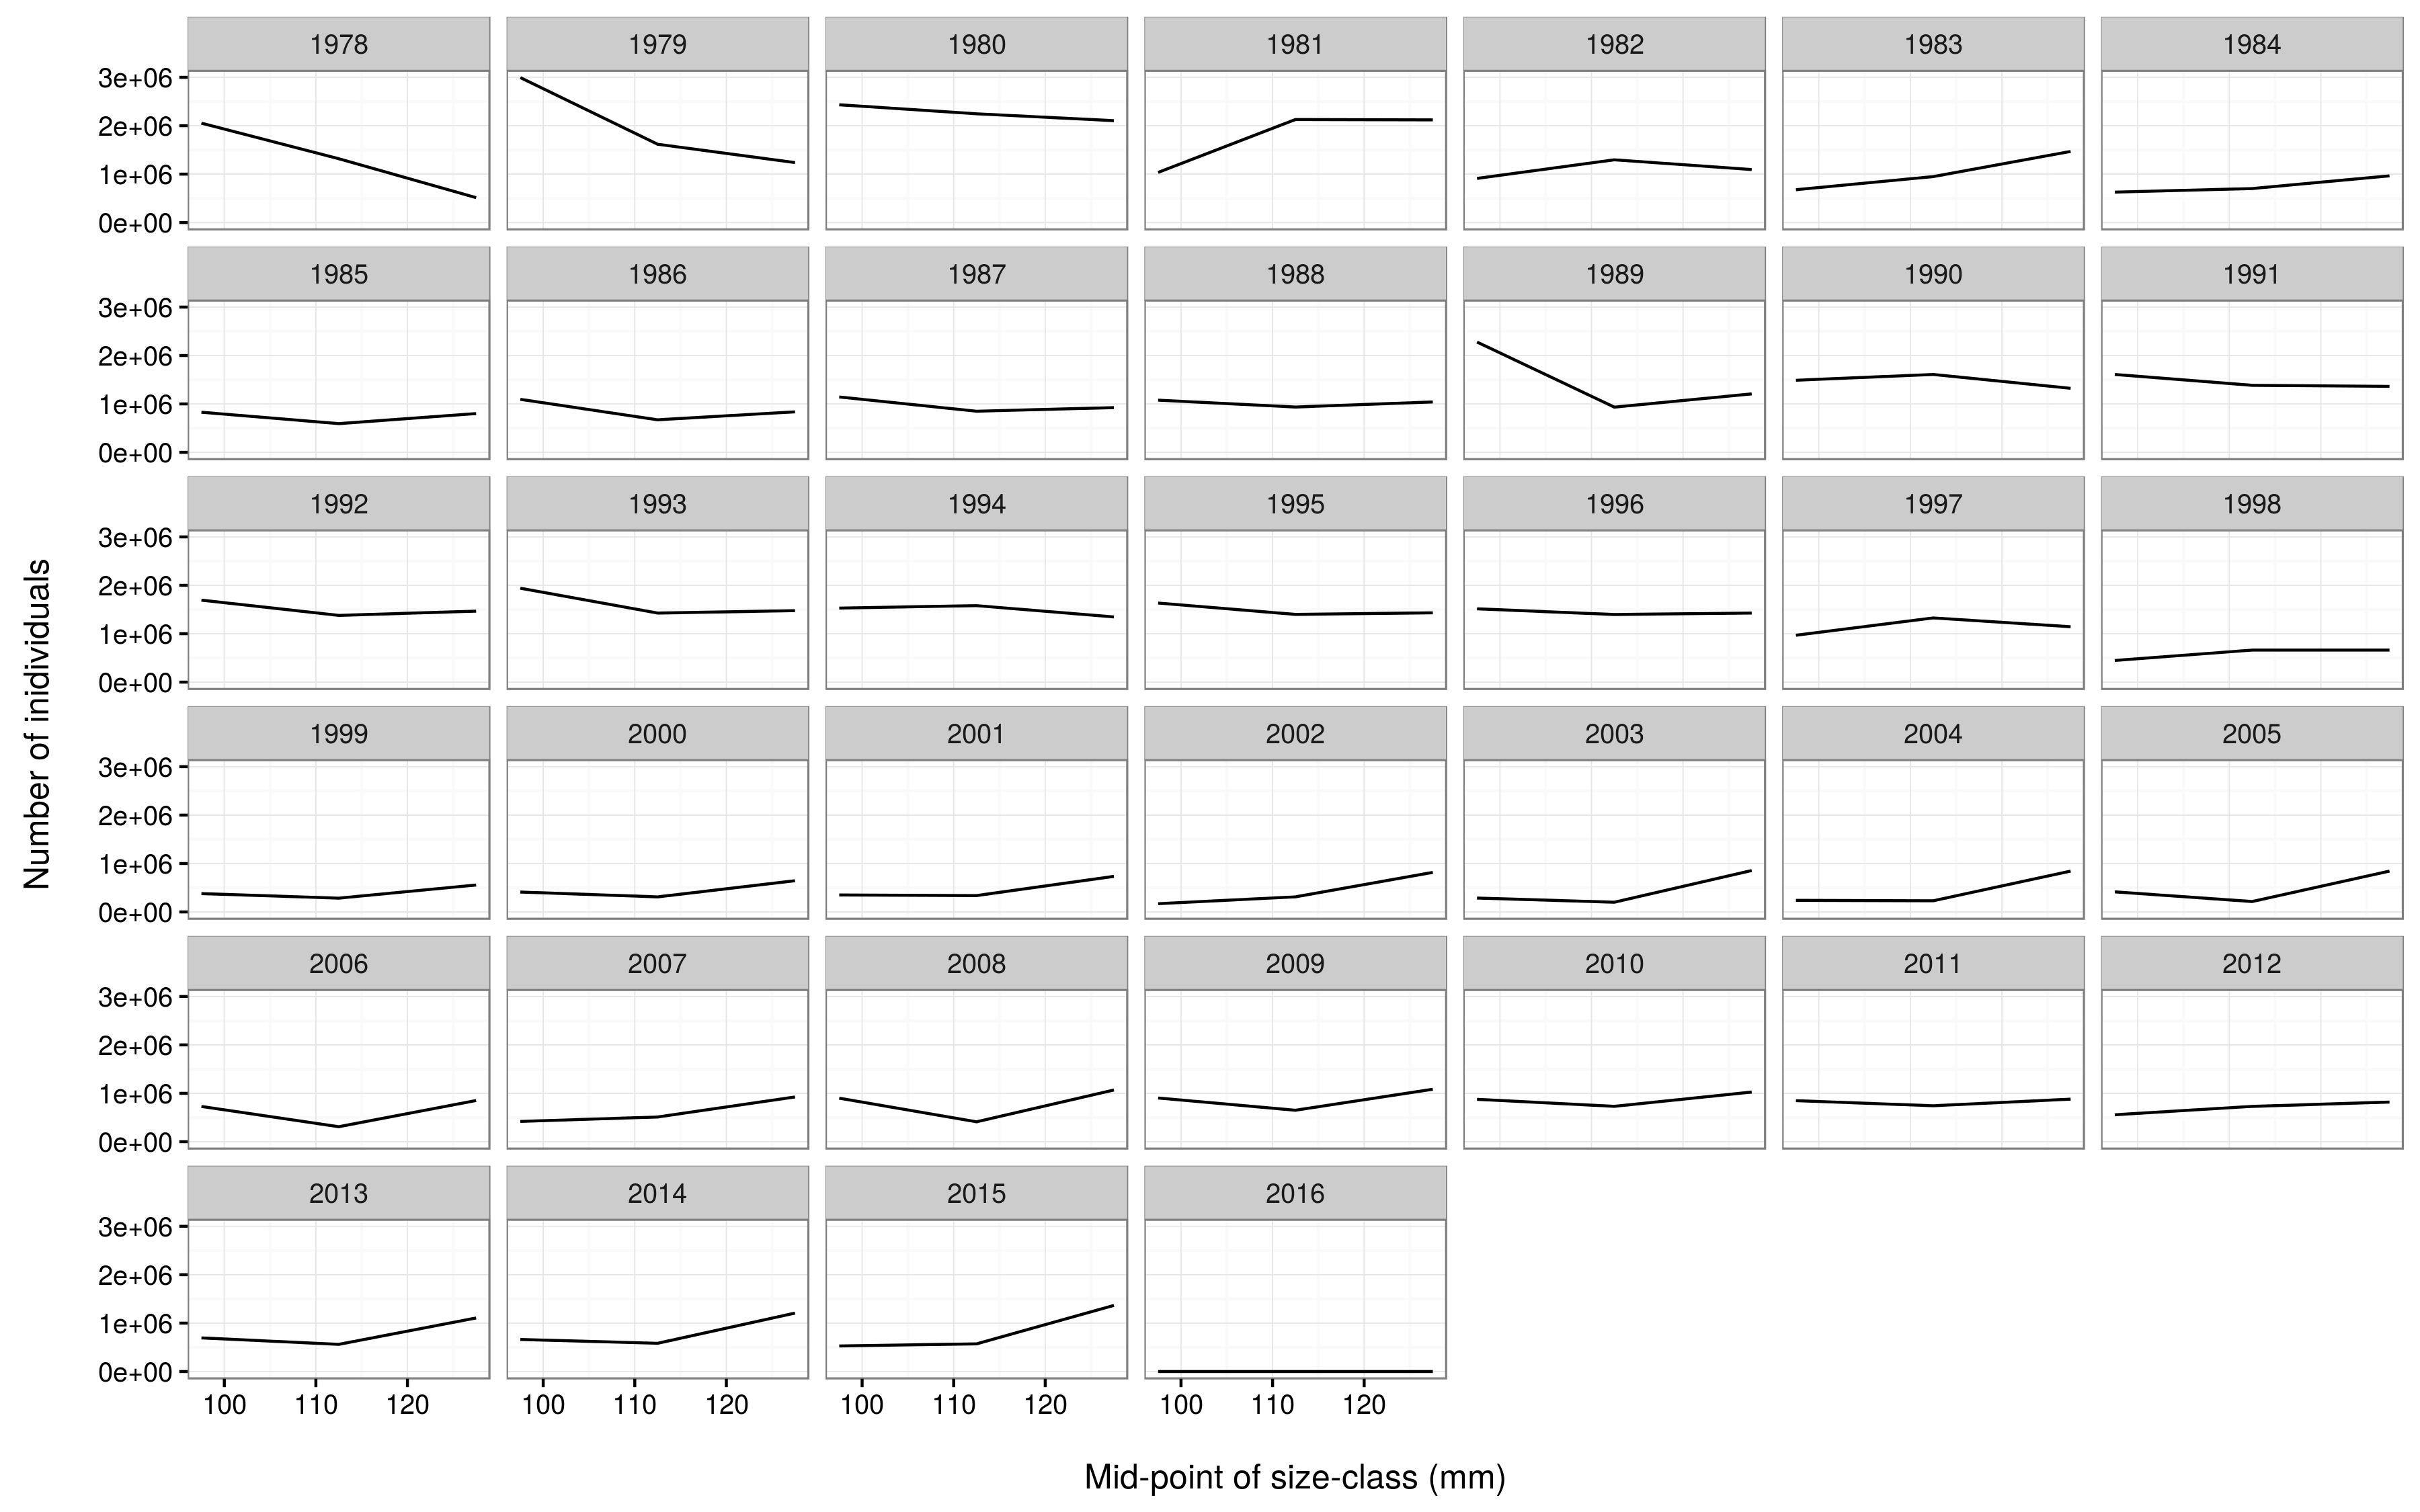 1978 1979 1980 1981 1982 1983 1984
3e+06
2e+06
1e+06
0e+00
1985 1986 1987 1988 1989 1990 1991
3e+06
2e+06
1e+06
0e+00
1992 1993 1994 1995 1996 1997 1998
3e+06
2e+06
1e+06
0e+00
1999 2000 2001 2002 2003 2004 2005
3e+06
2e+06
1e+06
0e+00
2006 2007 2008 2009 2010 2011 2012
3e+06
2e+06
1e+06
0e+00
2013 2014 2015 2016
3e+06
2e+06
1e+06
0e+00
100 110 120 100 110 120 100 110 120 100 110 120
Number of inidividuals
Mid-point of size-class (mm)